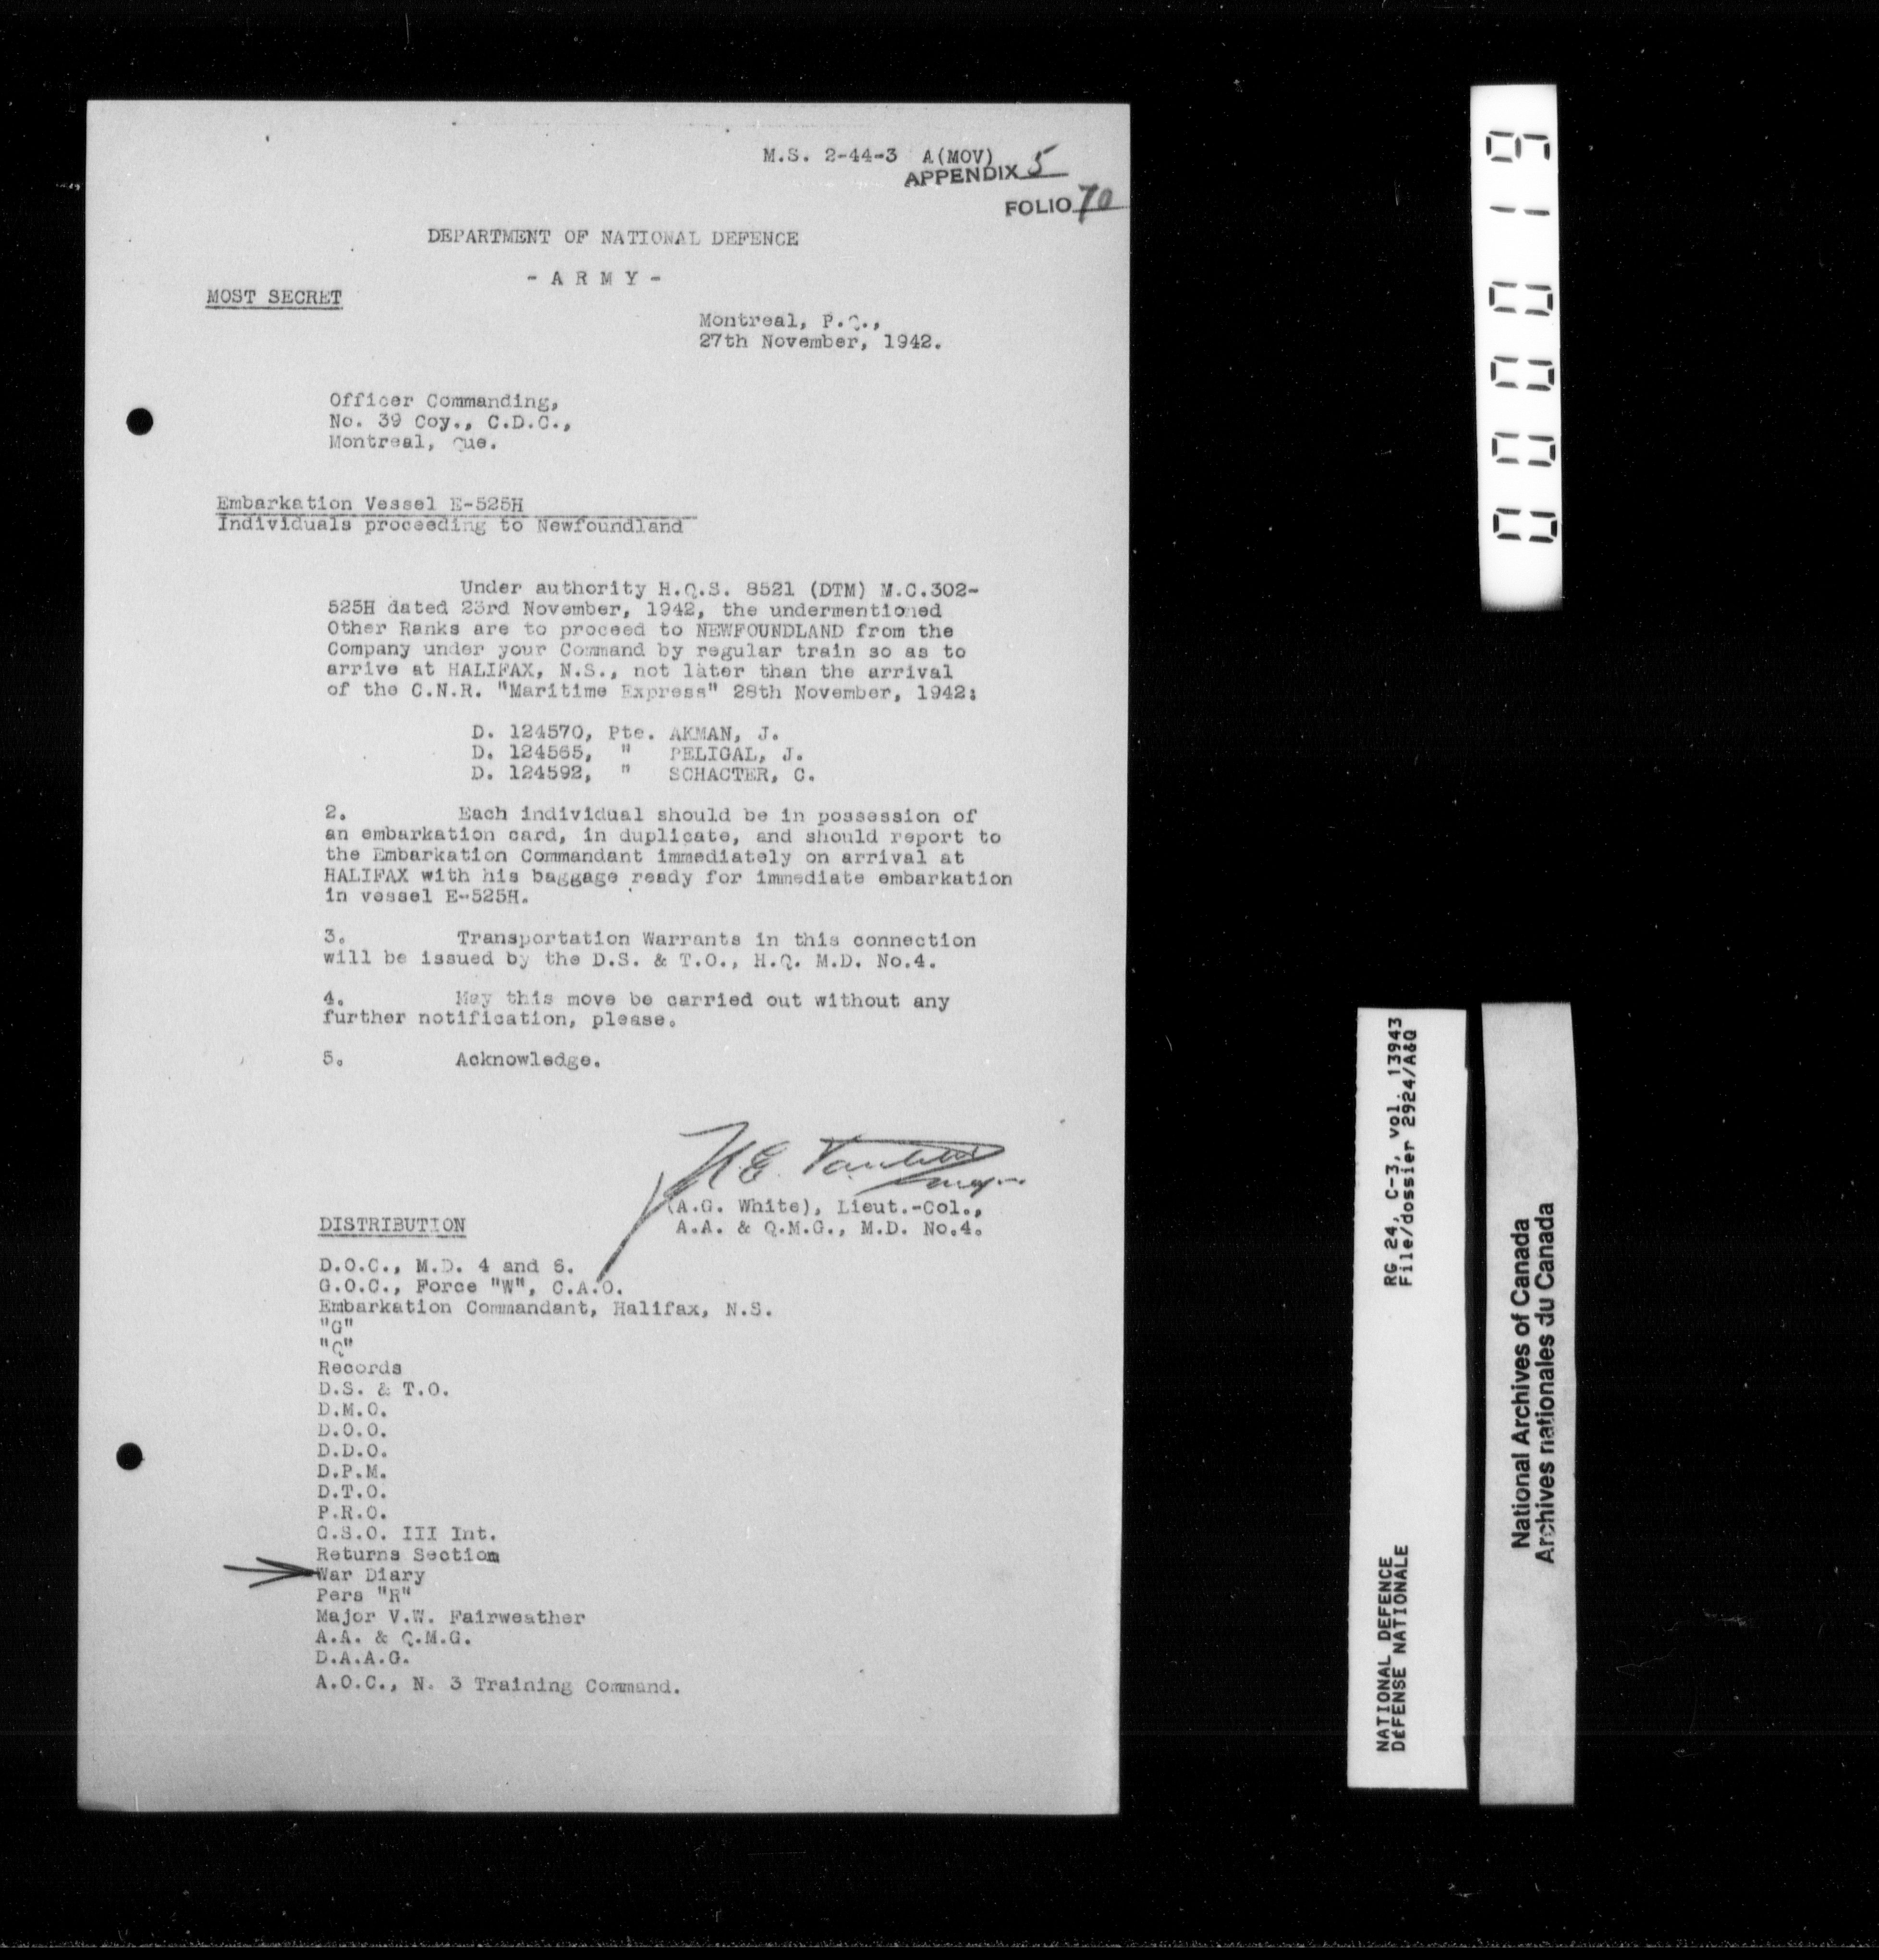 M.S. 2-44-3 A(MOV)
APPENDIX 5
FOLIO 70
DEPARTMENT OF NATIONAL DEFENCE
- A R M Y -
MOST SECRET
Montreal, P.Q.,
27th November, 1942.
Officer Commanding,
No. 39 Coy., C.D.C.,
Montreal, Que.
Embarkation Vessel E-525H
Individuals proceeding to Newfoundland
Under authority H.Q.S. 8521 (DTM) M.C.302-
525H dated 23rd November, 1942, the undermentioned
Other Ranks are to proceed to NEWFOUNDLAND from the
Company under your Command by regular train so as to
arrive at HALIFAX, N.S., not later than the arrival
of the C.N.R. "Maritime Express" 28th November, 1942:
D. 124570, Pte. AKMAN, J.
D. 124565, " PELIGAL, J.
D. 124592, " SCHACTER, C.
2. Each individual should be in possession of
an embarkation card, in duplicate, and should report to
the Embarkation Commandant immediately on arrival at
HALIFAX with his baggage ready for immediate embarkation
in vessel E-525H.
3. Transportation Warrants in this connection
will be issued by the D.S. & T.O., H.Q. M.D. No.4.
4. May this move be carried out without any
further notification, please.
5. Acknowledge.
(A.G. White), Lieut.-Col.,
A.A. & Q.M.G., M.D. No.4.
DISTRIBUTION
D.O.C., M.D. 4 and 6.
G.O.C., Force "W", C.A.O.
Embarkation Commandant, Halifax, N.S.
"G"
"Q"
Records
D.S. & T.O.
D.M.O.
D.O.O.
D.D.O.
D.P.M.
D.T.O.
P.R.O.
G.S.O. III Int.
Returns Section
War Diary
Pers "R"
Major V.W. Fairweather
A.A. & Q.M.G.
D.A.A.G.
A.O.C., N. 3 Training Command.
000019
RG 24, C-3, vol. 13943
File/dossier 2924/A&Q
NATIONAL DEFENCE
DÉFENSE NATIONALE
National Archives of Canada
Archives nationales du Canada